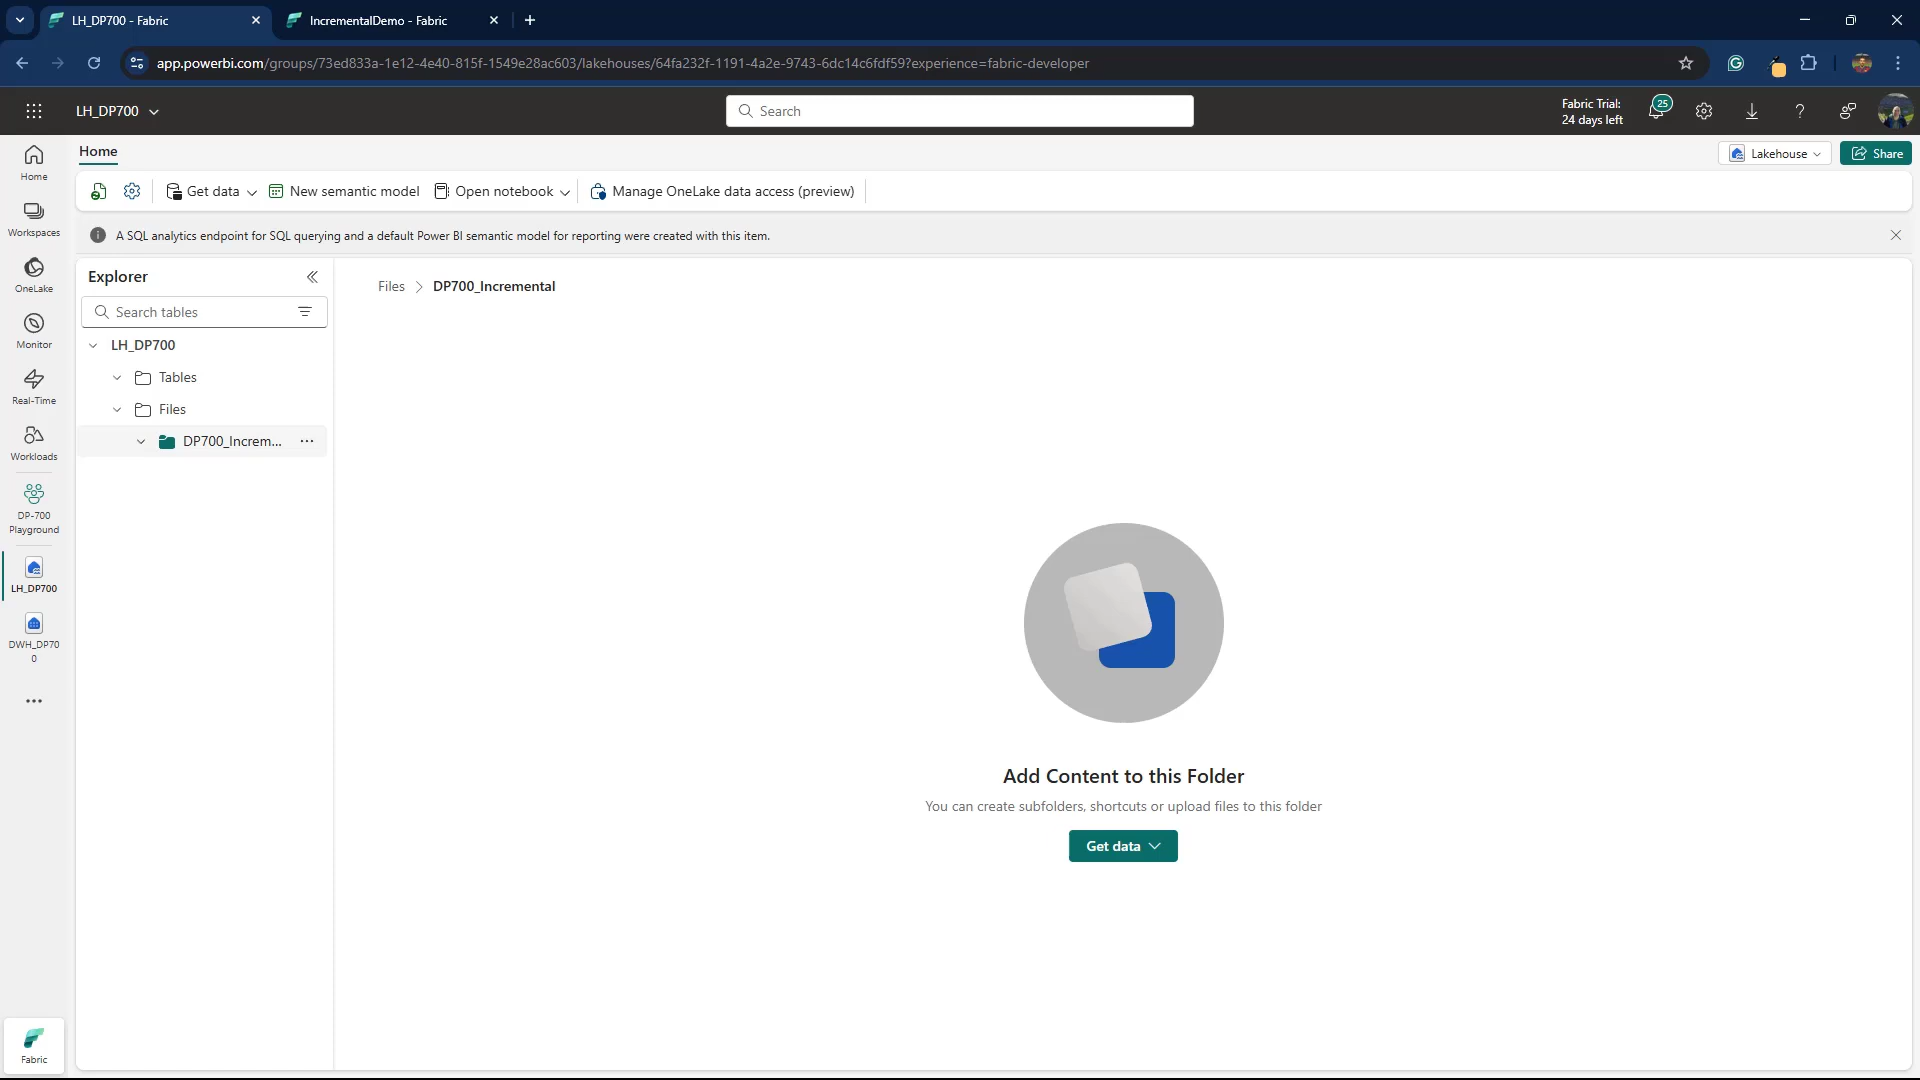 LH_DP700 - Fabric
IncrementalDemo - Fabric
app.powerbi.com/groups/73ed833a-1e12-4e40-815f-1549e28ac603/lakehouses/64fa232f-1191-4a2e-9743-6dc14c6fdf59?experience=fabric-developer
LH_DP700
Search
Fabric Trial:
24 days left
25
Home
Lakehouse
Share
Get data
New semantic model
Open notebook
Manage OneLake data access (preview)
A SQL analytics endpoint for SQL querying and a default Power BI semantic model for reporting were created with this item.
Home
Workspaces
OneLake
Monitor
Real-Time
Workloads
DP-700
Playground
LH_DP700
DWH_DP70
0
Fabric
Explorer
Search tables
LH_DP700
Tables
Files
DP700_Increm...
Files > DP700_Incremental
Add Content to this Folder
You can create subfolders, shortcuts or upload files to this folder
Get data